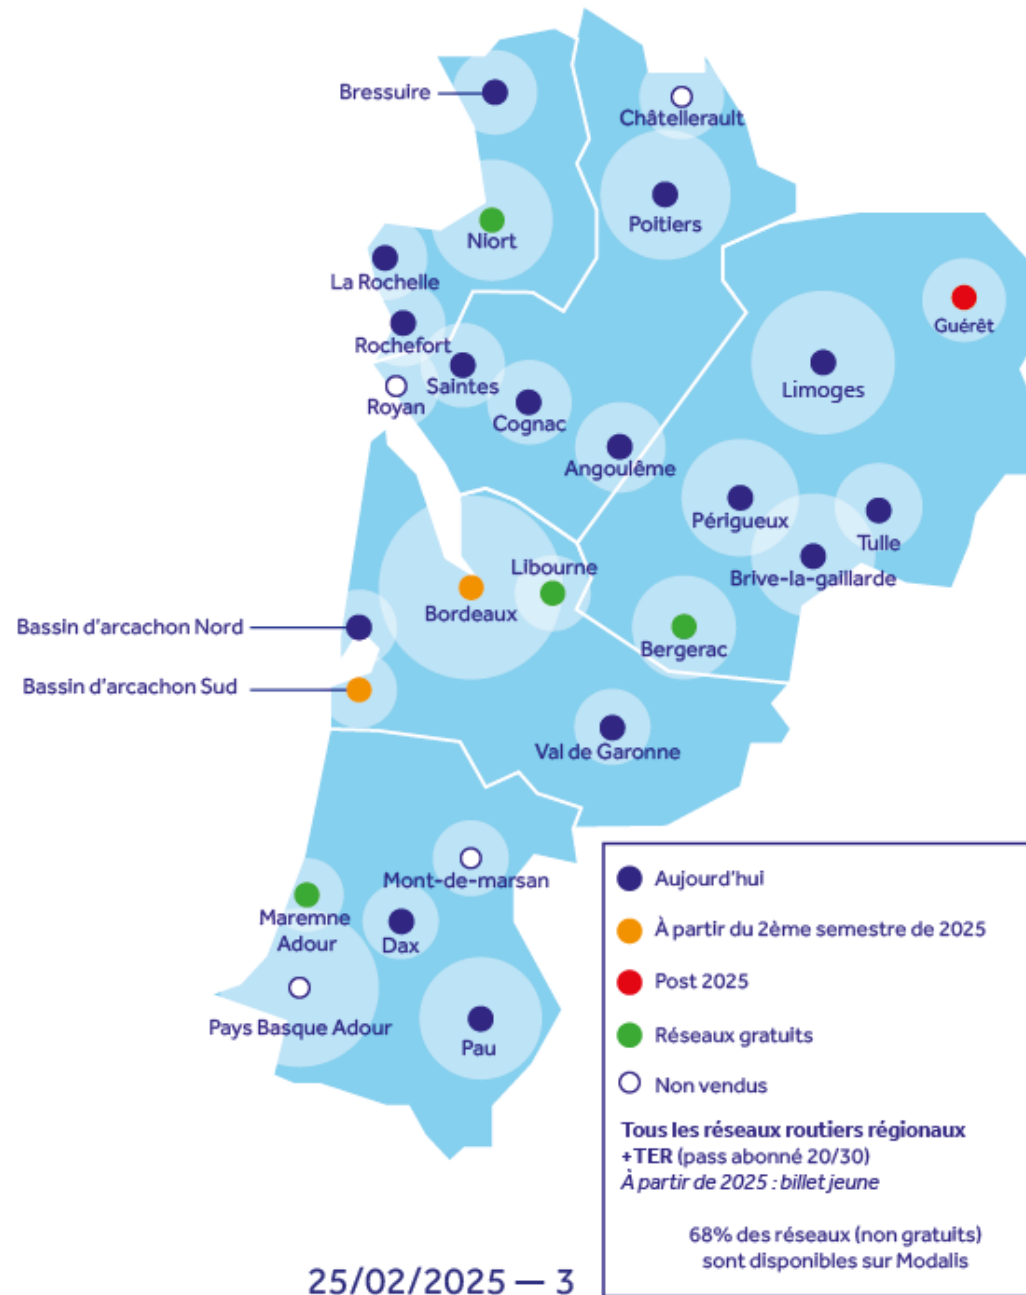 Bressuire
Châtellerault
Poitiers
Niort
La Rochelle
Guérêt
Rochefort
Saintes
Royan
Cognac
Limoges
Angoulême
Périgueux
Tulle
Brive-la-gaillarde
Libourne
Bordeaux
Bassin d'arcachon Nord
Bergerac
Bassin d'arcachon Sud
Val de Garonne
Mont-de-marsan
Maremne
Adour
Dax
Pays Basque Adour
Pau
Aujourd'hui
À partir du 2ème semestre de 2025
Post 2025
Réseaux gratuits
Non vendus
Tous les réseaux routiers régionaux
+TER (pass abonné 20/30)
À partir de 2025 : billet jeune
68% des réseaux (non gratuits)
sont disponibles sur Modalis
25/02/2025 — 3